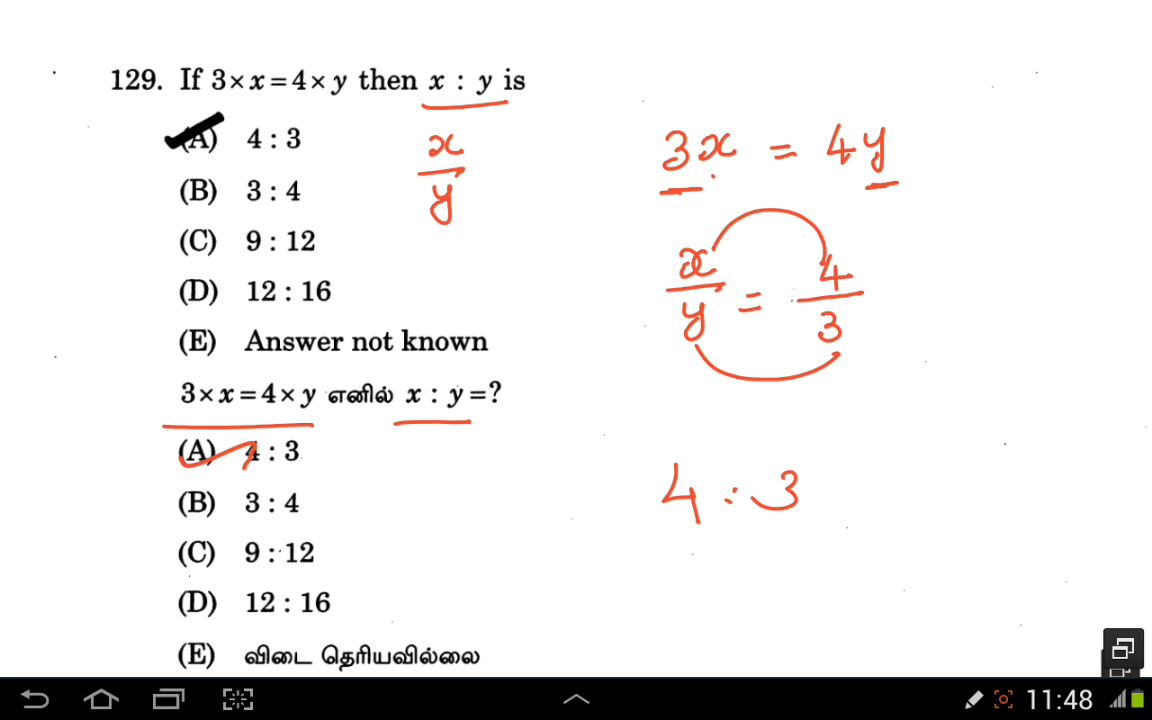 129. If 3×x=4×y then x : y is
(A) 4 : 3
(B) 3 : 4
(C) 9 : 12
(D) 12 : 16
(E) Answer not known
3×x=4×y எனில் x : y=?
(A) 4 : 3
(B) 3 : 4
(C) 9 : 12
(D) 12 : 16
(E) விடை தெரியவில்லை
x
y
3x = 4y
x/y = 4/3
4 : 3
11:48